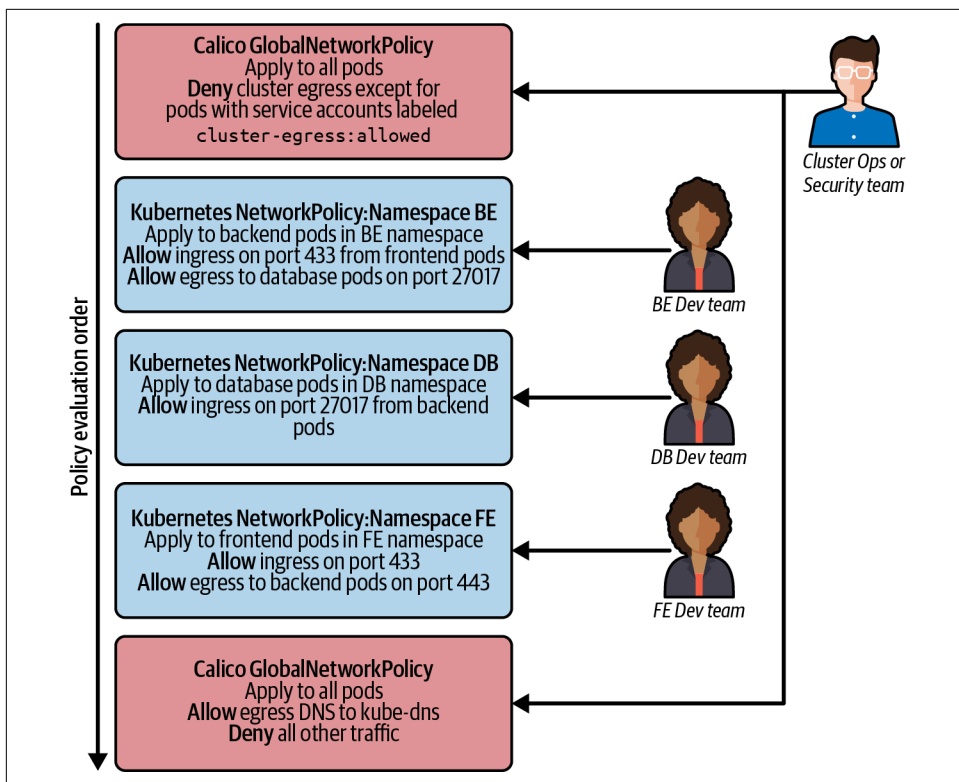 Policy evaluation order
Calico GlobalNetworkPolicy
Apply to all pods
Deny cluster egress except for
pods with service accounts labeled
cluster-egress:allowed
Cluster Ops or
Security team
Kubernetes NetworkPolicy:Namespace BE
Apply to backend pods in BE namespace
Allow ingress on port 433 from frontend pods
Allow egress to database pods on port 27017
BE Dev team
Kubernetes NetworkPolicy:Namespace DB
Apply to database pods in DB namespace
Allow ingress on port 27017 from backend
pods
DB Dev team
Kubernetes NetworkPolicy:Namespace FE
Apply to frontend pods in FE namespace
Allow ingress on port 433
Allow egress to backend pods on port 443
FE Dev team
Calico GlobalNetworkPolicy
Apply to all pods
Allow egress DNS to kube-dns
Deny all other traffic